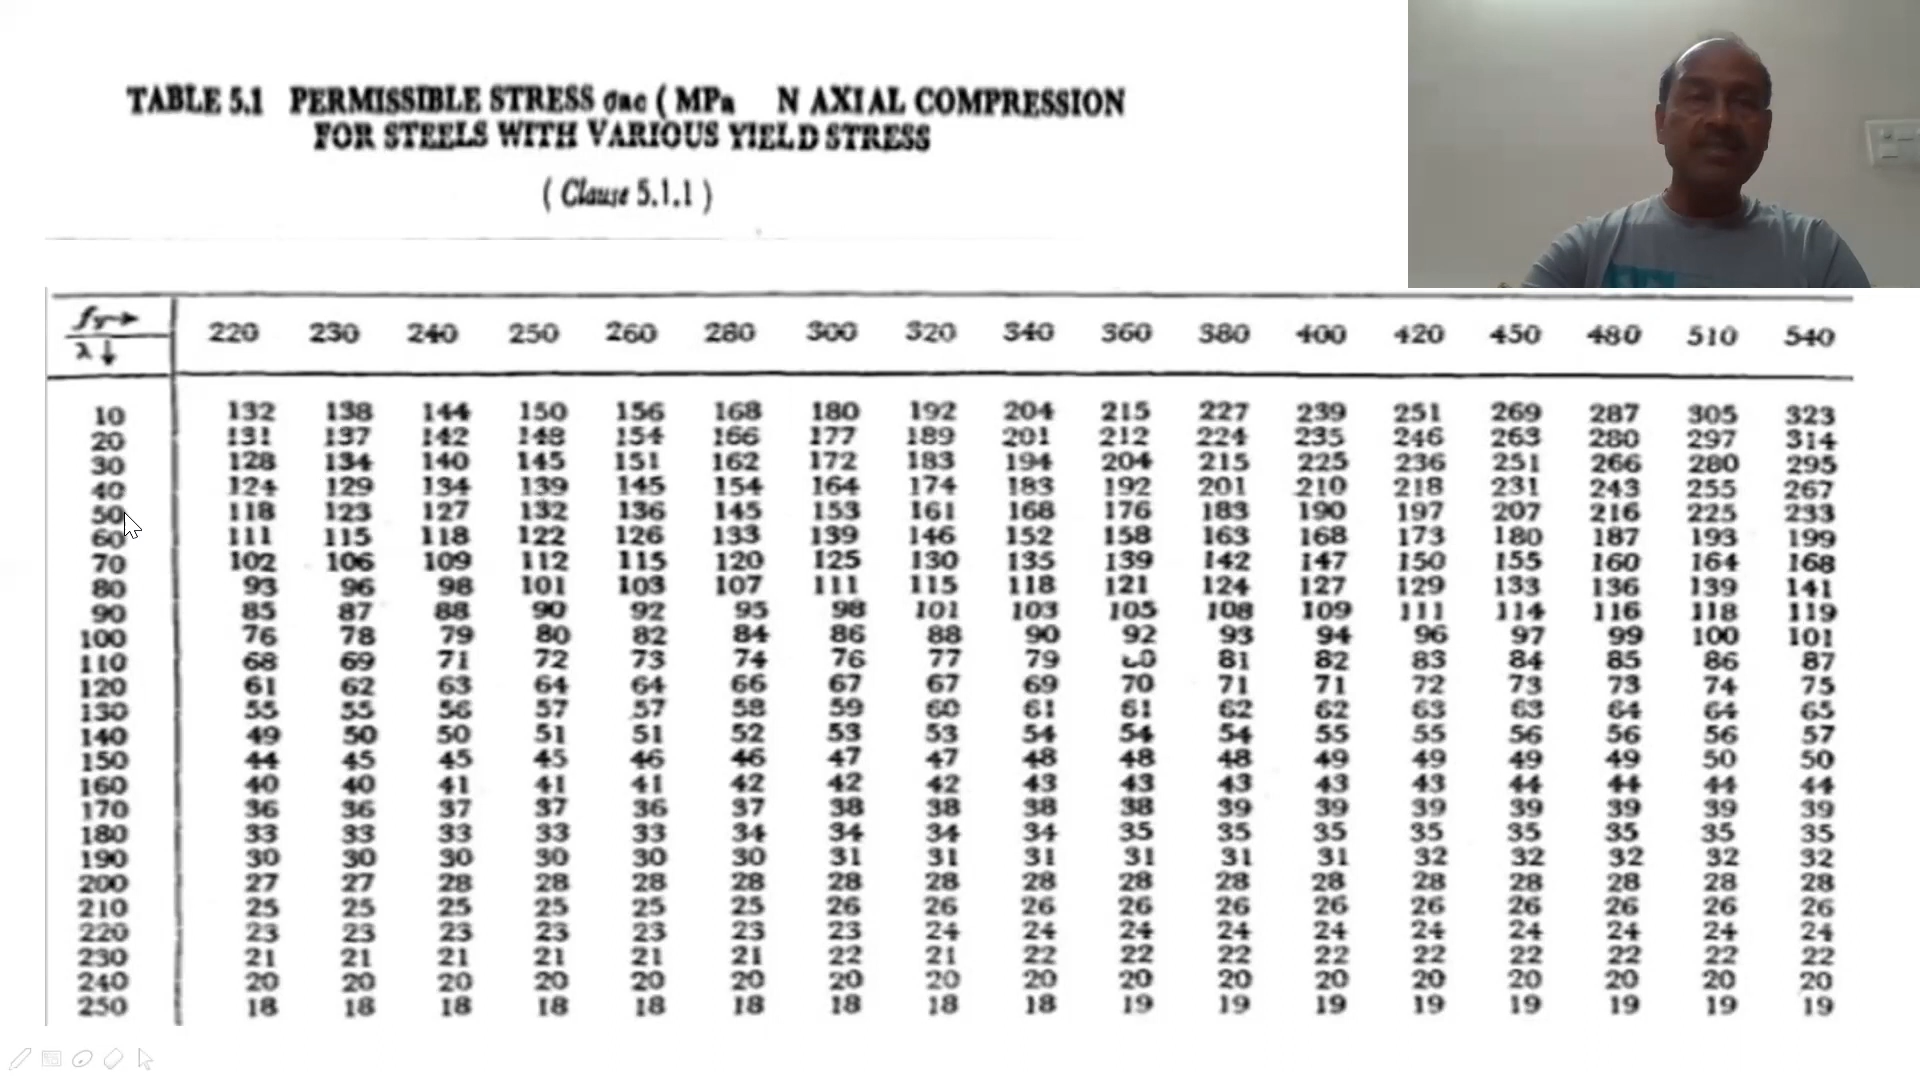 TABLE 5.1 PERMISSIBLE STRESS σac ( MPa N AXIAL COMPRESSION
FOR STEELS WITH VARIOUS YIELD STRESS
( Clause 5.1.1 )
fy→ 220 230 240 250 260 280 300 320 340 360 380 400 420 450 480 510 540
λ↓
10 132 138 144 150 156 168 180 192 204 215 227 239 251 269 287 305 323
20 131 137 142 148 154 166 177 189 201 212 224 235 246 263 280 297 314
30 128 134 140 145 151 162 172 183 194 204 215 225 236 251 266 280 295
40 124 129 134 139 145 154 164 174 183 192 201 210 218 231 243 255 267
50 118 123 127 132 136 145 153 161 168 176 183 190 197 207 216 225 233
60 111 115 118 122 126 133 139 146 152 158 163 168 173 180 187 193 199
70 102 106 109 112 115 120 125 130 135 139 142 147 150 155 160 164 168
80 93 96 98 101 103 107 111 115 118 121 124 127 129 133 136 139 141
90 85 87 88 90 92 95 98 101 103 105 108 109 111 114 116 118 119
100 76 78 79 80 82 84 86 88 90 92 93 94 96 97 99 100 101
110 68 69 71 72 73 74 76 77 79 81 82 83 84 85 86 87
120 61 62 63 64 64 66 67 67 69 70 71 71 72 73 73 74 75
130 55 55 56 57 57 58 59 60 61 61 62 62 63 63 64 64 65
140 49 50 50 51 51 52 53 53 54 54 54 55 55 56 56 56 57
150 44 45 45 45 46 46 47 47 48 48 48 49 49 49 49 50 50
160 40 40 41 41 41 42 42 42 43 43 43 43 43 44 44 44 44
170 36 36 37 37 36 37 38 38 38 38 39 39 39 39 39 39 39
180 33 33 33 33 33 34 34 34 34 35 35 35 35 35 35 35 35
190 30 30 30 30 30 30 31 31 31 31 31 31 32 32 32 32 32
200 27 27 28 28 28 28 28 28 28 28 28 28 28 28 28 28 28
210 25 25 25 25 25 25 26 26 26 26 26 26 26 26 26 26 26
220 23 23 23 23 23 23 23 24 24 24 24 24 24 24 24 24 24
230 21 21 21 21 21 21 22 21 22 22 22 22 22 22 22 22 22
240 20 20 20 20 20 20 20 20 20 20 20 20 20 20 20 20 20
250 18 18 18 18 18 18 18 18 18 19 19 19 19 19 19 19 19